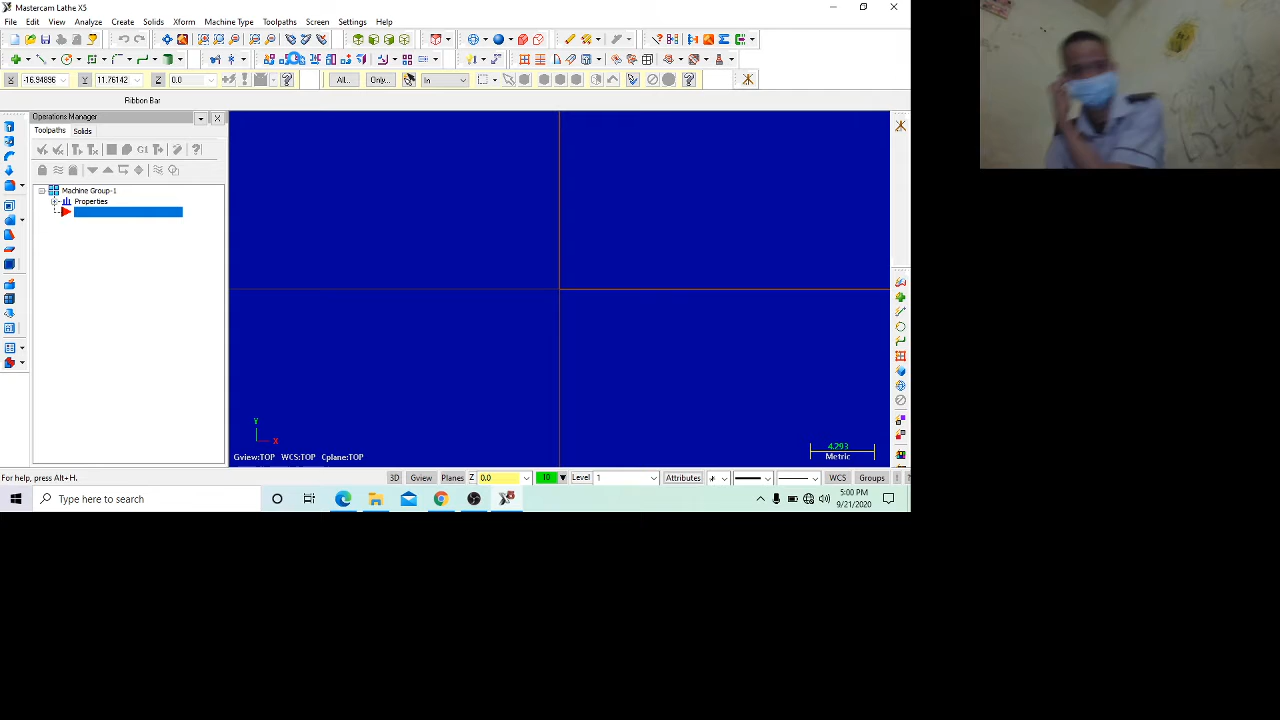 Mastercam Lathe X5
File Edit View Analyze Create Solids Xform Machine Type Toolpaths Screen Settings Help
X -16.94896 Y 11.76142 Z 0.0 All... Only... In
Ribbon Bar
Operations Manager
Toolpaths Solids
G1
Machine Group-1
Properties
Y
X
Gview:TOP WCS:TOP Cplane:TOP
4.293
Metric
For help, press Alt+H.
3D Gview Planes Z 0.0 10 Level 1 Attributes WCS Groups ?
Type here to search
5:00 PM
9/21/2020